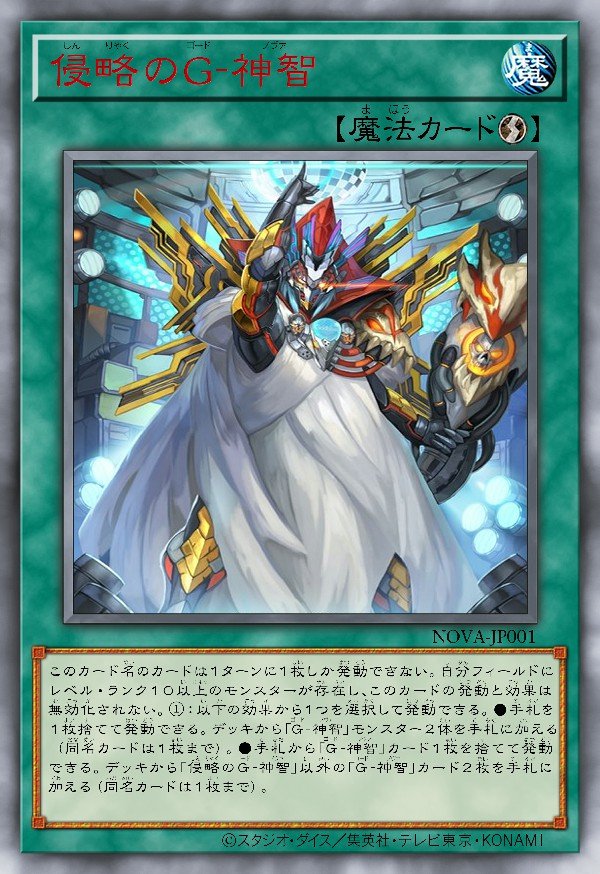 侵略のG-神智
魔
【魔法カード】
NOVA-JP001
このカード名のカードは1ターンに1枚しか発動できない。自分フィールドに
レベル・ランク10以上のモンスターが存在し、このカードの発動と効果は
無効化されない。①：以下の効果から1つを選択して発動できる。●手札を
1枚捨てて発動できる。デッキから「G-神智」モンスター2体を手札に加える
（同名カードは1枚まで）。●手札から「G-神智」カード1枚を捨てて発動
できる。デッキから「侵略のG-神智」以外の「G-神智」カード2枚を手札に
加える（同名カードは1枚まで）。
©スタジオ・ダイス／集英社・テレビ東京・KONAMI